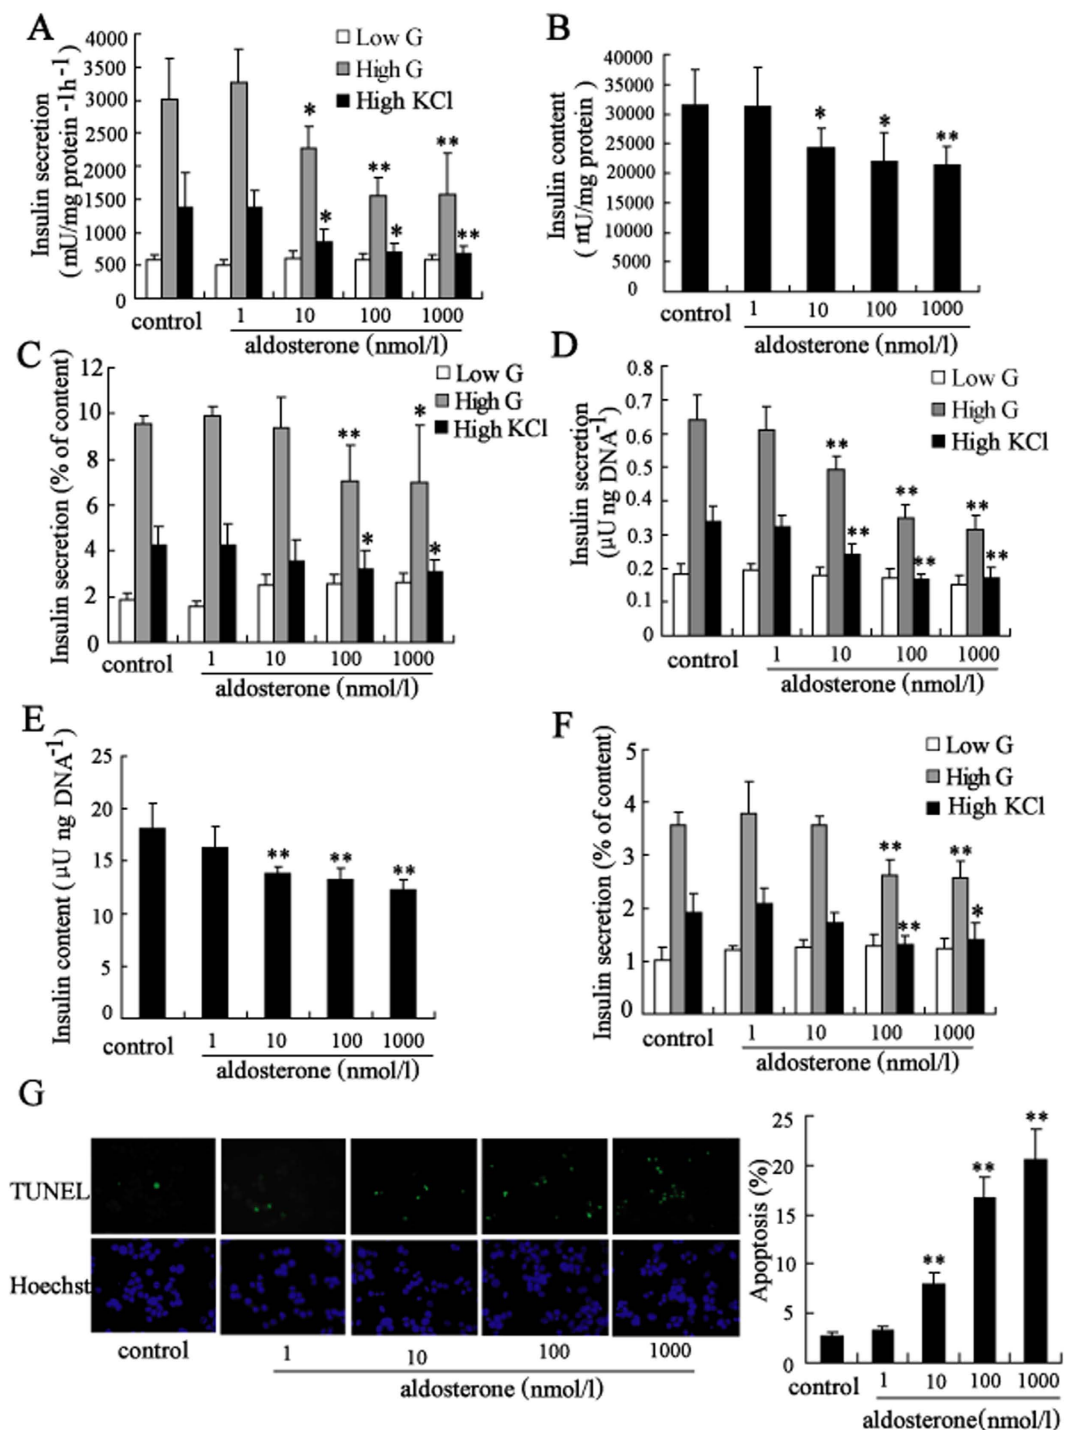 A
Insulin secretion
(mU/mg protein -1h-1)
4000
3500
3000
2500
2000
1500
1000
500
0
Low G
High G
High KCl
*
**
**
*
*
**
control
1
10
100
1000
aldosterone (nmol/l)
B
Insulin content
(mU/mg protein)
40000
35000
30000
25000
20000
15000
10000
5000
0
*
*
**
control
1
10
100
1000
aldosterone (nmol/l)
C
Insulin secretion (% of content)
12
10
8
6
4
2
0
Low G
High G
High KCl
**
*
*
*
control
1
10
100
1000
aldosterone (nmol/l)
D
Insulin secretion
(μU ng DNA-1)
0.8
0.7
0.6
0.5
0.4
0.3
0.2
0.1
0
Low G
High G
High KCl
**
**
**
**
**
**
control
1
10
100
1000
aldosterone (nmol/l)
E
Insulin content (μU ng DNA-1)
25
20
15
10
5
0
**
**
**
control
1
10
100
1000
aldosterone (nmol/l)
F
Insulin secretion (% of content)
5
4
3
2
1
0
Low G
High G
High KCl
**
**
**
*
control
1
10
100
1000
aldosterone (nmol/l)
G
TUNEL
Hoechst
control
1
10
100
1000
aldosterone (nmol/l)
Apoptosis (%)
25
20
15
10
5
0
**
**
**
control
1
10
100
1000
aldosterone(nmol/l)